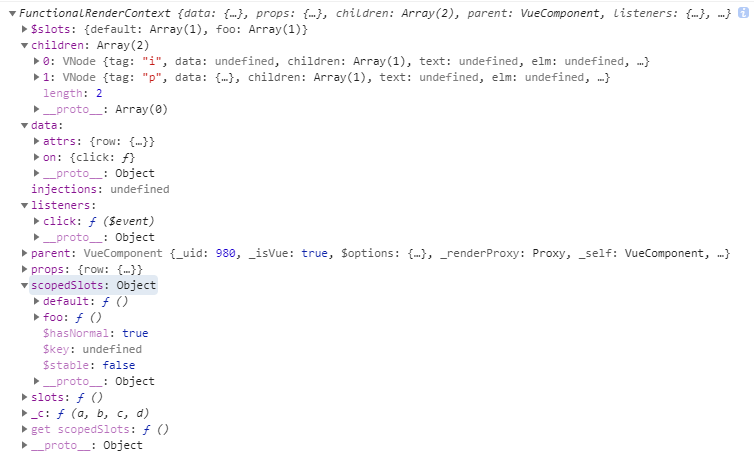 FunctionalRenderContext {data: {…}, props: {…}, children: Array(2), parent: VueComponent, listeners: {…}, …} i
$slots: {default: Array(1), foo: Array(1)}
children: Array(2)
0: VNode {tag: "i", data: undefined, children: Array(1), text: undefined, elm: undefined, …}
1: VNode {tag: "p", data: {…}, children: Array(1), text: undefined, elm: undefined, …}
length: 2
__proto__: Array(0)
data:
attrs: {row: {…}}
on: {click: ƒ}
__proto__: Object
injections: undefined
listeners:
click: ƒ ($event)
__proto__: Object
parent: VueComponent {_uid: 980, _isVue: true, $options: {…}, _renderProxy: Proxy, _self: VueComponent, …}
props: {row: {…}}
scopedSlots: Object
default: ƒ ()
foo: ƒ ()
$hasNormal: true
$key: undefined
$stable: false
__proto__: Object
slots: ƒ ()
_c: ƒ (a, b, c, d)
get scopedSlots: ƒ ()
__proto__: Object